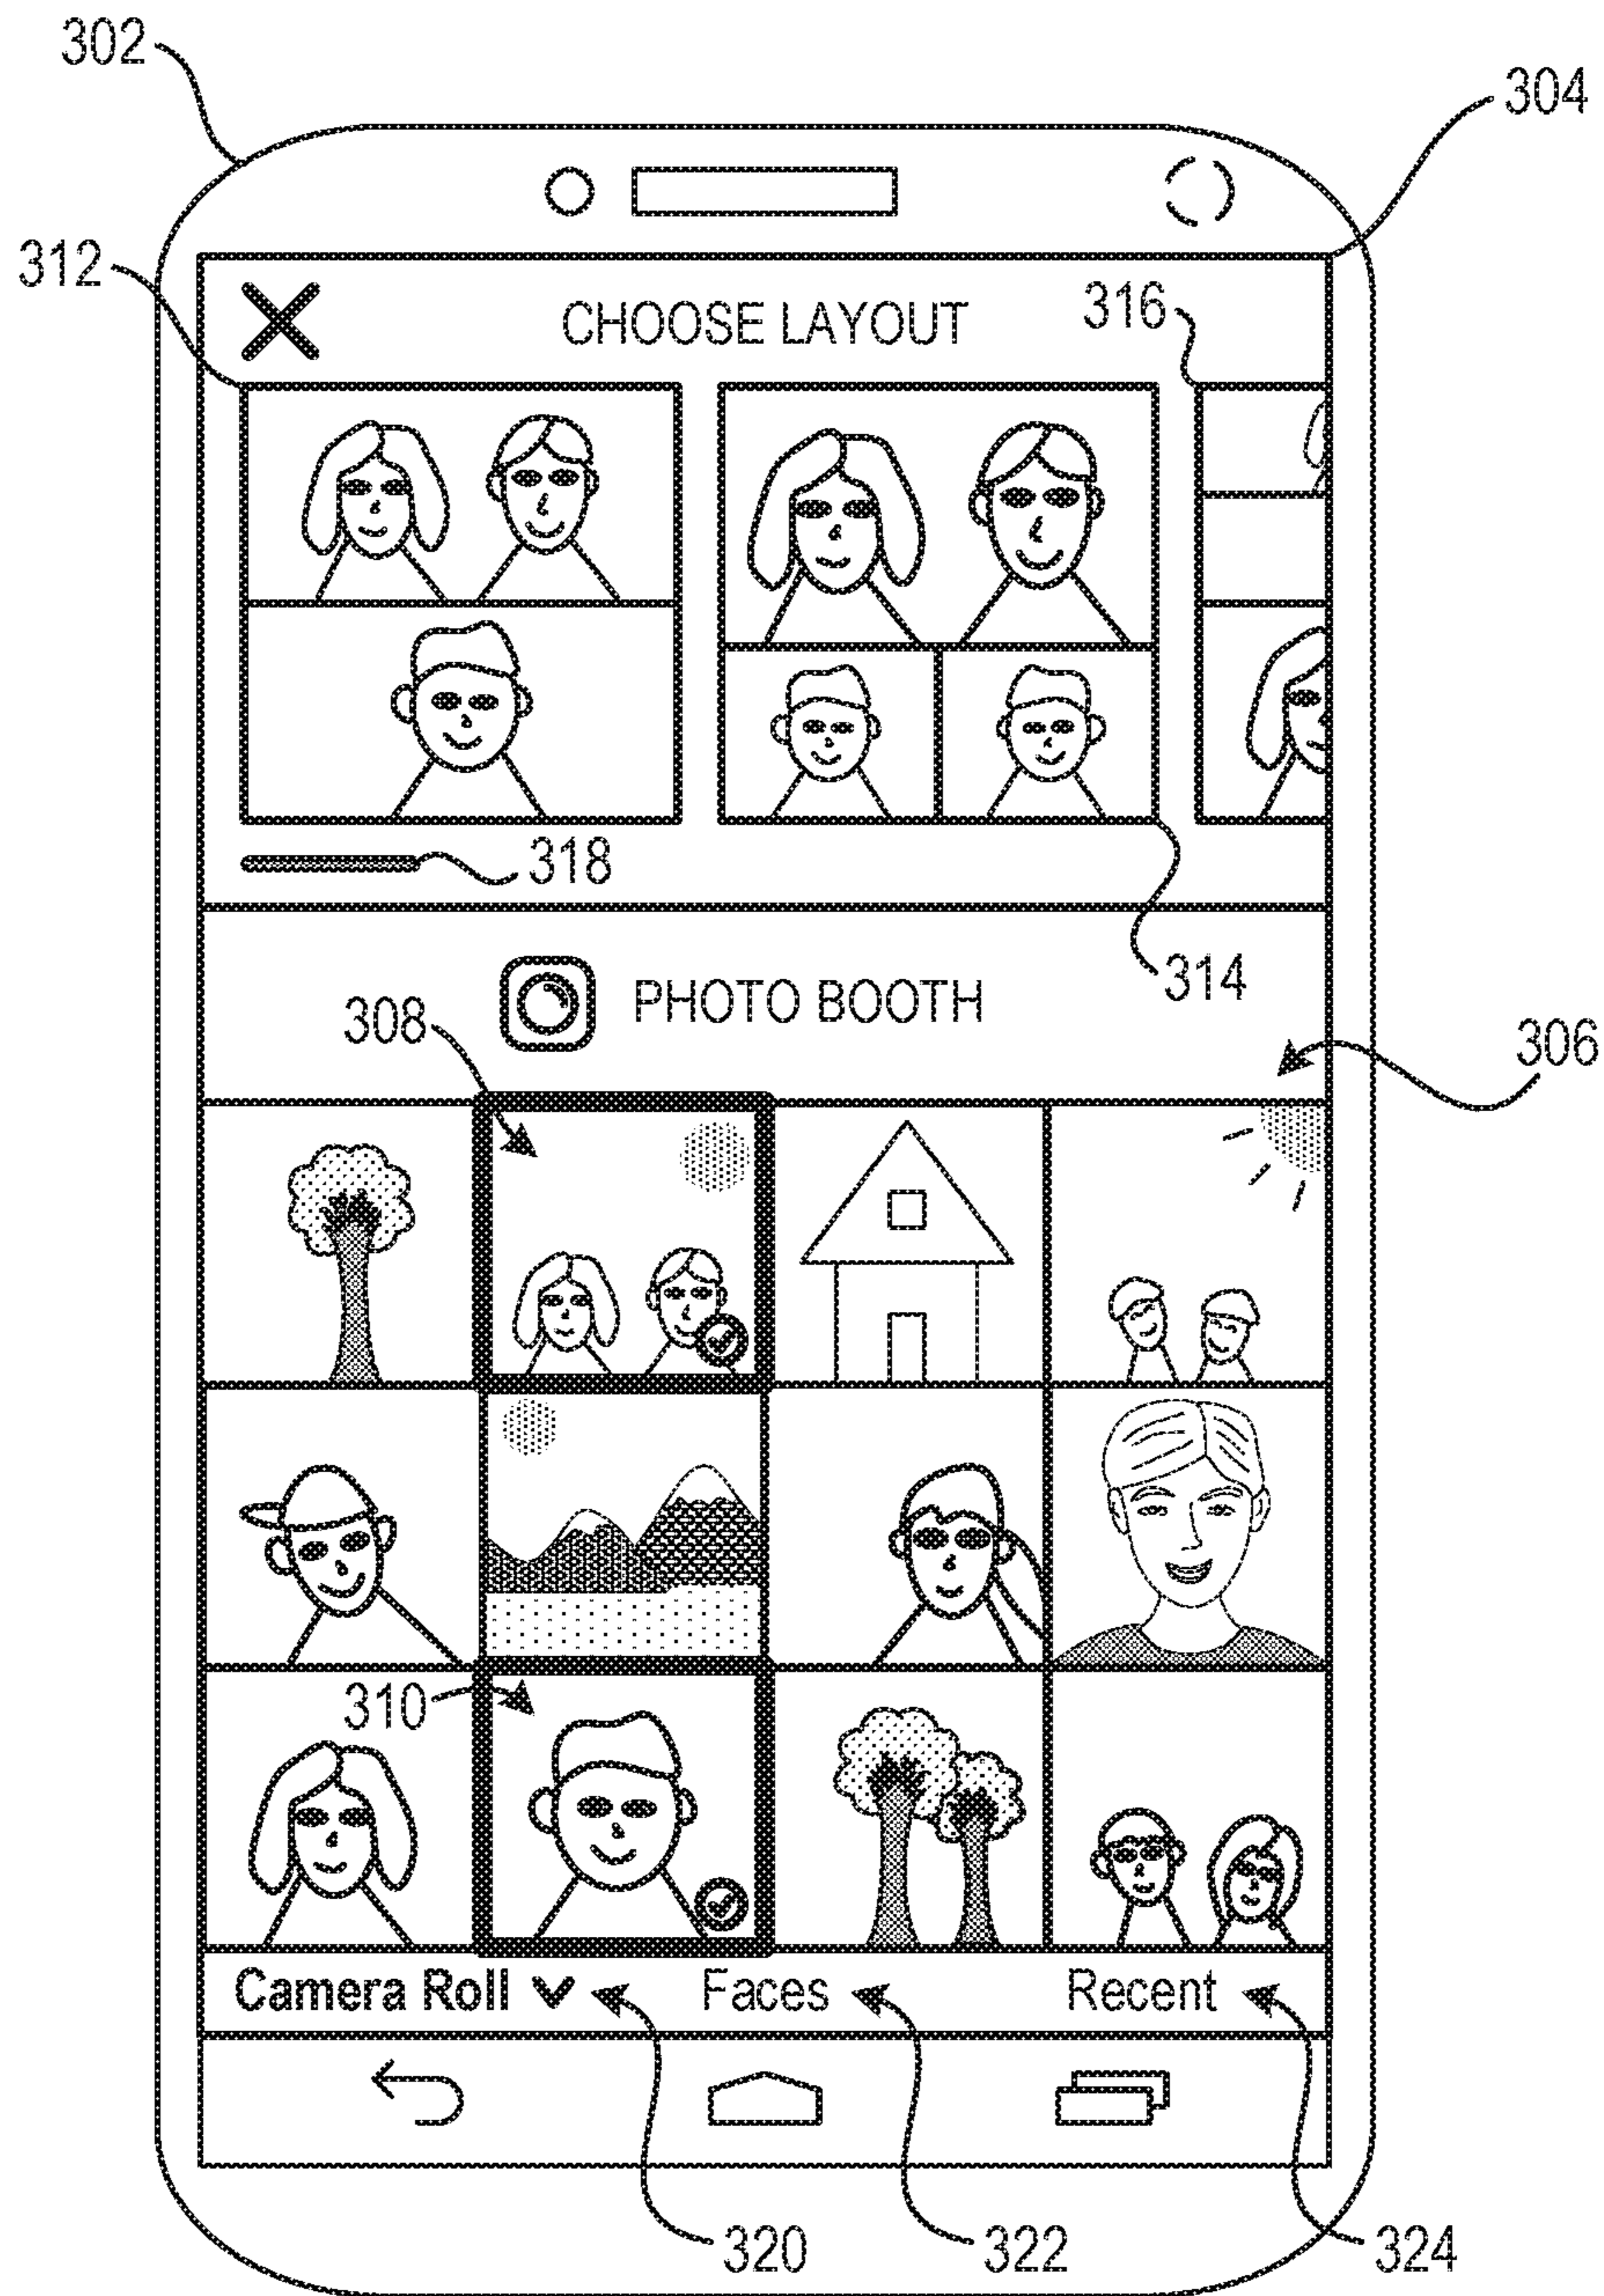 302
304
312
CHOOSE LAYOUT
316
318
314
PHOTO BOOTH
308
306
310
Camera Roll
Faces
Recent
320
322
324